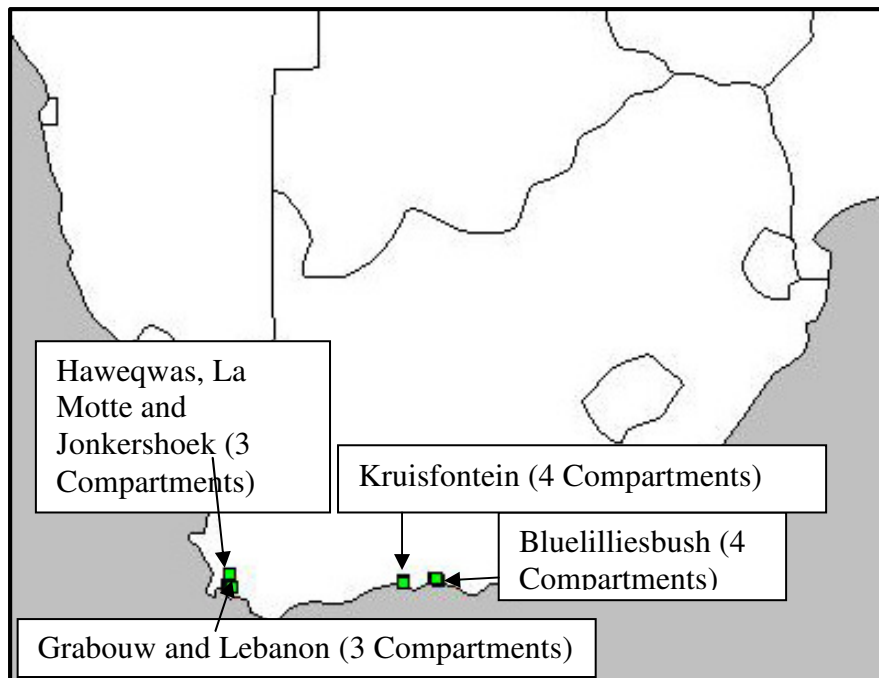 Haweqwas, La
Motte and
Jonkershoek (3
Compartments)
Kruisfontein (4 Compartments)
Bluelilliesbush (4
Compartments)
Grabouw and Lebanon (3 Compartments)